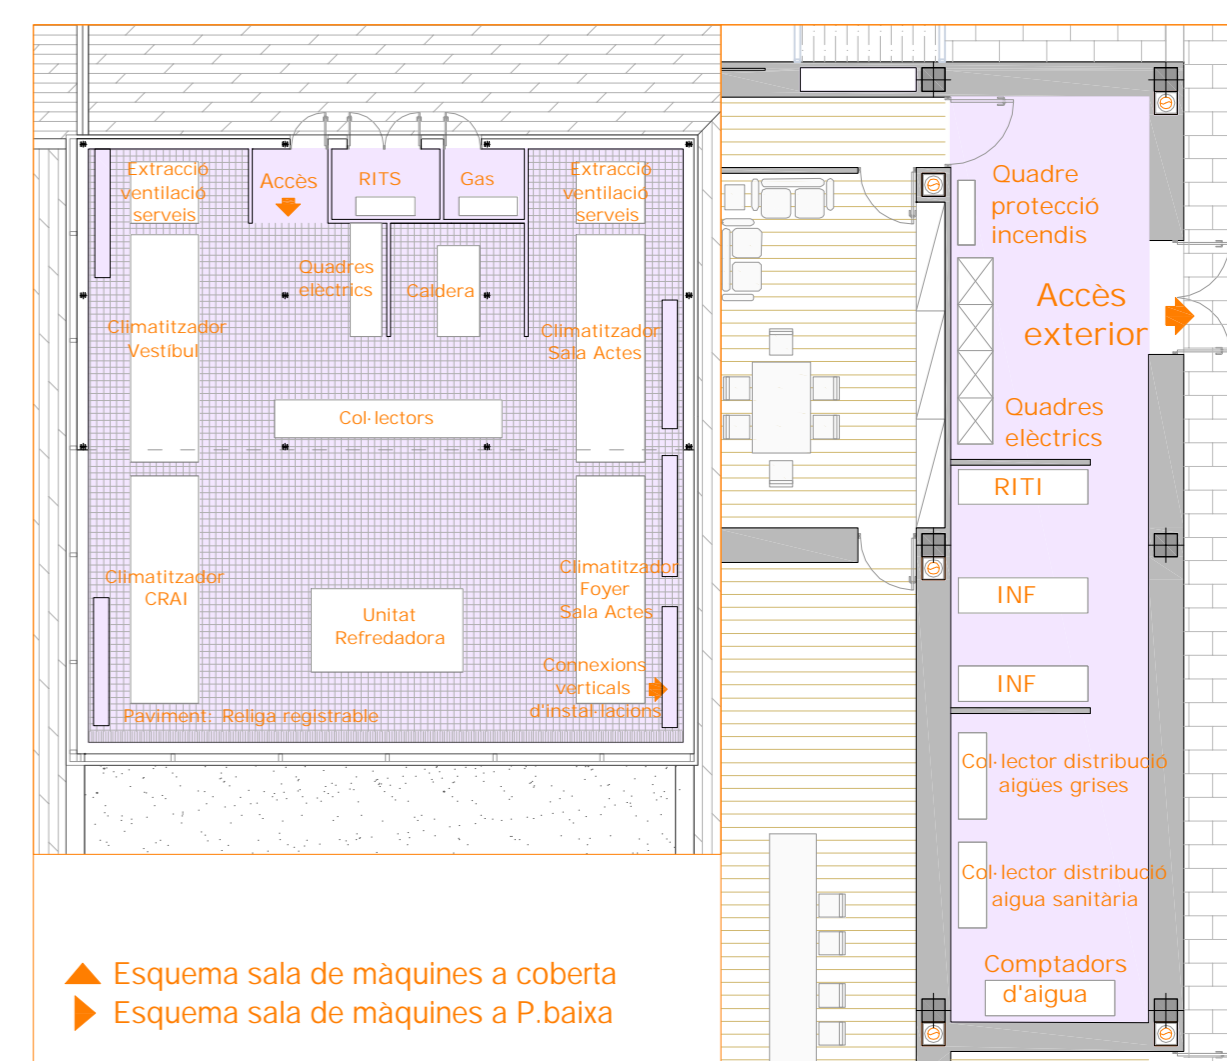 Extracció
ventilació
serveis
Accès
RITS
Gas
Extracció
ventilació
serveis
Quadres
elèctrics
Caldera
Climatitzador
Vestíbul
Climatitzador
Sala Actes
Col·lectors
Climatitzador
CRAI
Unitat
Refredadora
Climatitzador
Foyer
Sala Actes
Connexions
verticals
d'instal·lacions
Paviment: Religa registrable
Esquema sala de màquines a coberta
Esquema sala de màquines a P.baixa
Quadre
protecció
incendis
Accès
exterior
Quadres
elèctrics
RITI
INF
INF
Col·lector distribució
aigües grises
Col·lector distribució
aigua sanitària
Comptadors
d'aigua